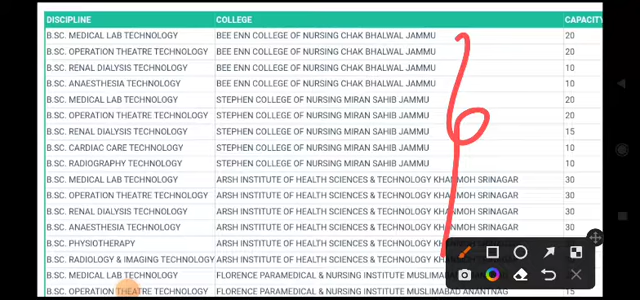 DISCIPLINE COLLEGE CAPACITY
B.SC. MEDICAL LAB TECHNOLOGY BEE ENN COLLEGE OF NURSING CHAK BHALWAL JAMMU 20
B.SC. OPERATION THEATRE TECHNOLOGY BEE ENN COLLEGE OF NURSING CHAK BHALWAL JAMMU 20
B.SC. RENAL DIALYSIS TECHNOLOGY BEE ENN COLLEGE OF NURSING CHAK BHALWAL JAMMU 10
B.SC. ANAESTHESIA TECHNOLOGY BEE ENN COLLEGE OF NURSING CHAK BHALWAL JAMMU 10
B.SC. MEDICAL LAB TECHNOLOGY STEPHEN COLLEGE OF NURSING MIRAN SAHIB JAMMU 20
B.SC. OPERATION THEATRE TECHNOLOGY STEPHEN COLLEGE OF NURSING MIRAN SAHIB JAMMU 20
B.SC. RENAL DIALYSIS TECHNOLOGY STEPHEN COLLEGE OF NURSING MIRAN SAHIB JAMMU 15
B.SC. CARDIAC CARE TECHNOLOGY STEPHEN COLLEGE OF NURSING MIRAN SAHIB JAMMU 10
B.SC. RADIOGRAPHY TECHNOLOGY STEPHEN COLLEGE OF NURSING MIRAN SAHIB JAMMU 10
B.SC. MEDICAL LAB TECHNOLOGY ARSH INSTITUTE OF HEALTH SCIENCES & TECHNOLOGY KHANMOH SRINAGAR 30
B.SC. OPERATION THEATRE TECHNOLOGY ARSH INSTITUTE OF HEALTH SCIENCES & TECHNOLOGY KHANMOH SRINAGAR 30
B.SC. RENAL DIALYSIS TECHNOLOGY ARSH INSTITUTE OF HEALTH SCIENCES & TECHNOLOGY KHANMOH SRINAGAR 30
B.SC. ANAESTHESIA TECHNOLOGY ARSH INSTITUTE OF HEALTH SCIENCES & TECHNOLOGY KHANMOH SRINAGAR 30
B.SC. PHYSIOTHERAPY ARSH INSTITUTE OF HEALTH SCIENCES & TECHNOLOGY
B.SC. RADIOLOGY & IMAGING TECHNOLOGY ARSH INSTITUTE OF HEALTH SCIENCES & TECHNOLOGY
B.SC. MEDICAL LAB TECHNOLOGY FLORENCE PARAMEDICAL & NURSING INSTITUTE
B.SC. OPERATION THEATRE TECHNOLOGY FLORENCE PARAMEDICAL & NURSING INSTITUTE MUSLIMABAD ANANTNAG 15